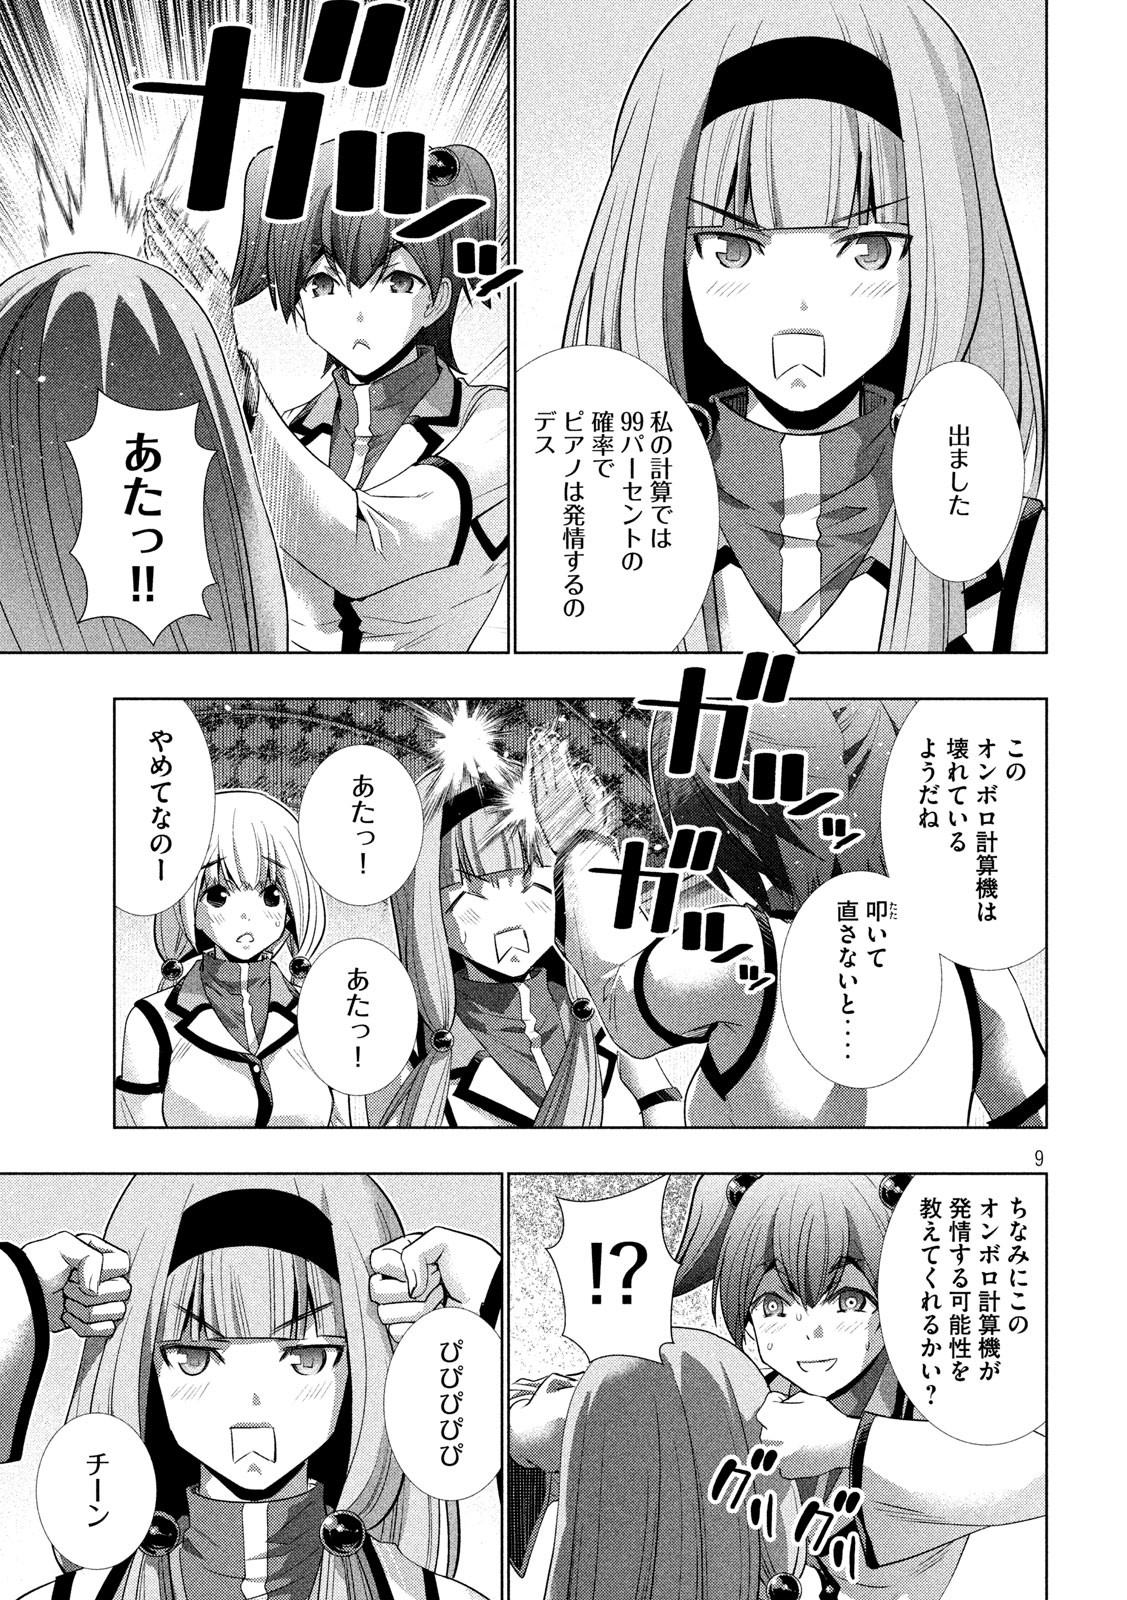 出ました
私の計算では
99パーセントの
確率で
ピアノは発情するの
デス
ガッ
あたっ!!
この
オンボロ計算機は
壊れている
ようだね
叩いて
たた
直さないと‥‥
ガッ
ガッ
あたっ!
あたっ!
やめてなのー
9
ちなみにこの
オンボロ計算機が
発情する可能性を
教えてくれるかい?
!?
グリグリ
ぴぴぴぴぴ
チーン